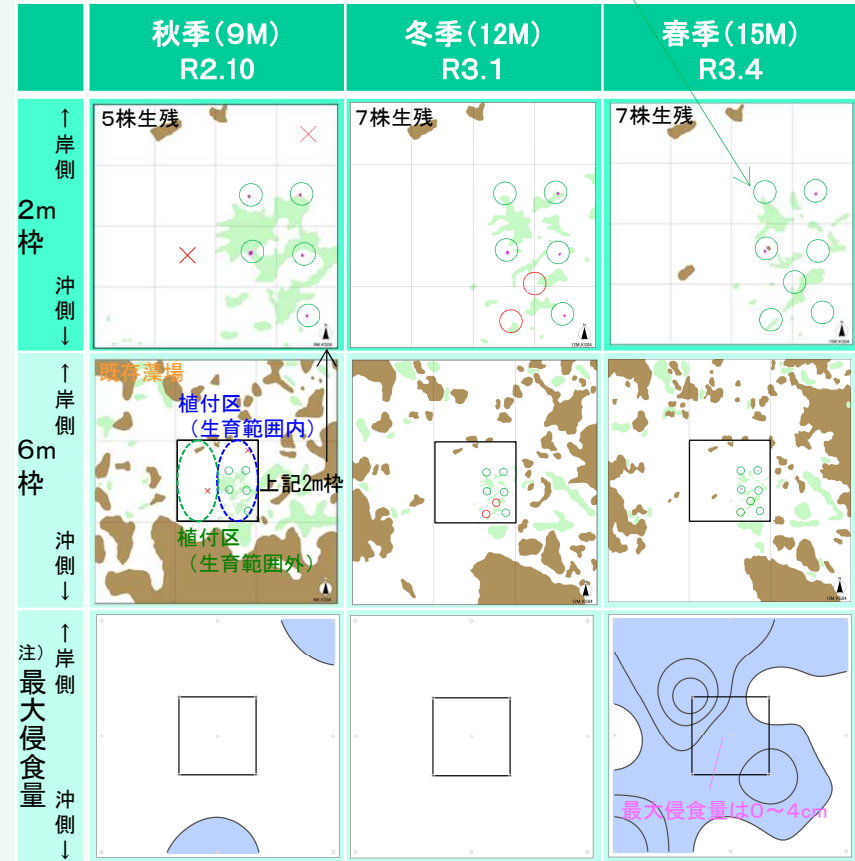 秋季(9M)
R2.10
冬季(12M)
R3.1
春季(15M)
R3.4
↑岸側
2m枠
沖側↓
5株生残
7株生残
7株生残
↑岸側
6m枠
沖側↓
既存藻場
植付区
(生育範囲内)
上記2m枠
植付区
(生育範囲外)
↑岸側
注)
最大侵食量
沖側↓
最大侵食量は0～4cm